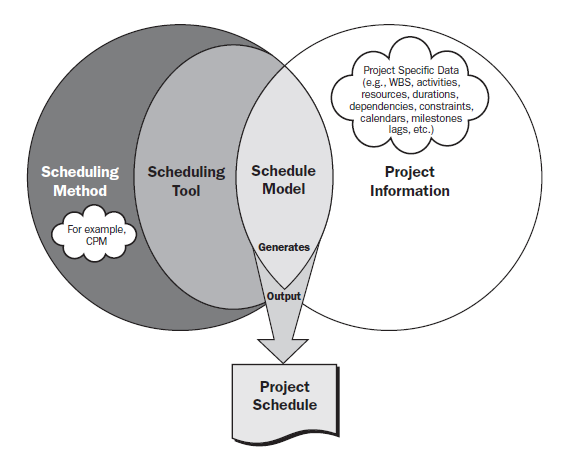 Project Specific Data
(e.g., WBS, activities,
resources, durations,
dependencies, constraints,
calendars, milestones
lags, etc.)
Scheduling
Method
Scheduling
Tool
Schedule
Model
Project
Information
For example,
CPM
Generates
Output
Project
Schedule